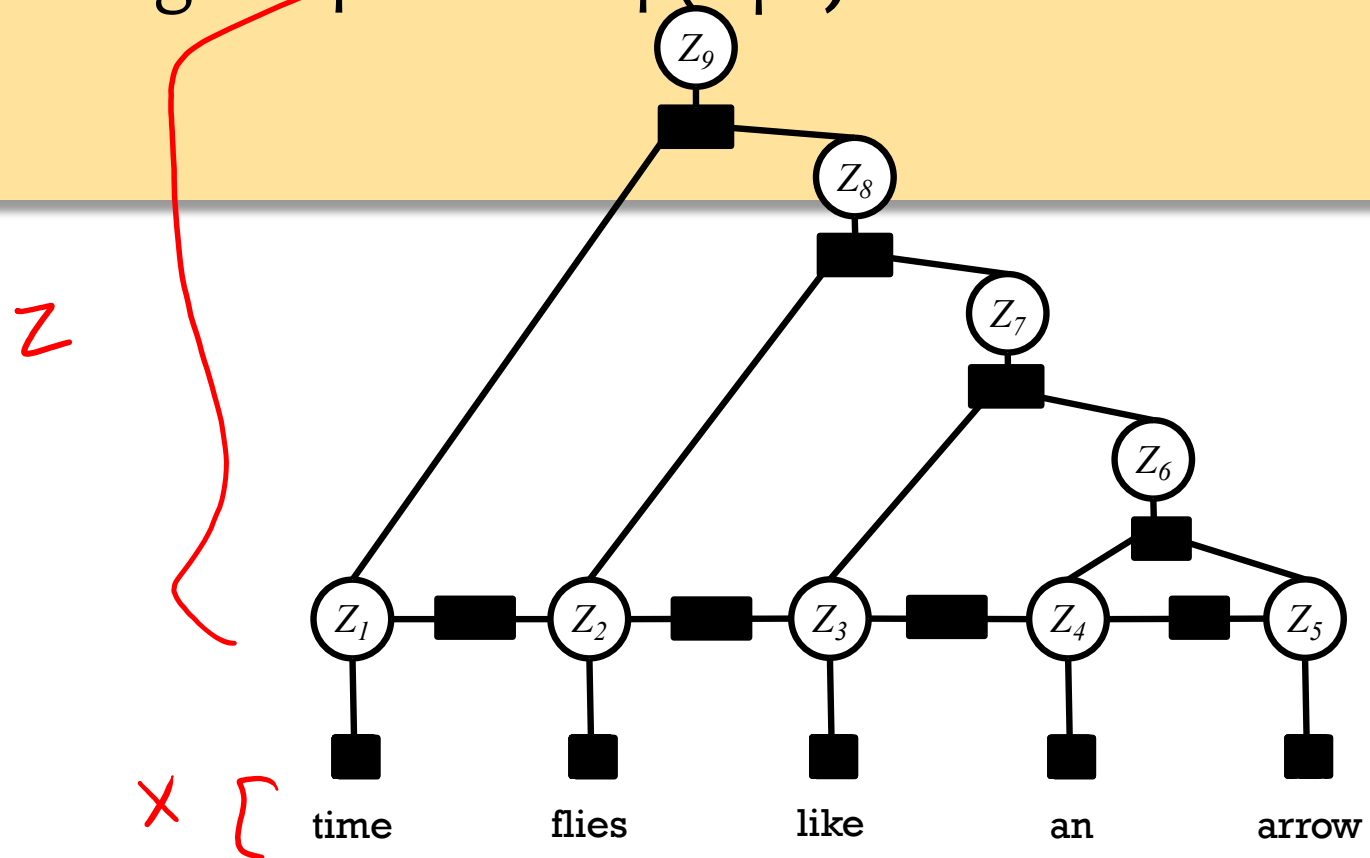 Z₉
Z₈
Z₇
Z
Z₆
Z₁ Z₂ Z₃ Z₄ Z₅
X [
time flies like an arrow